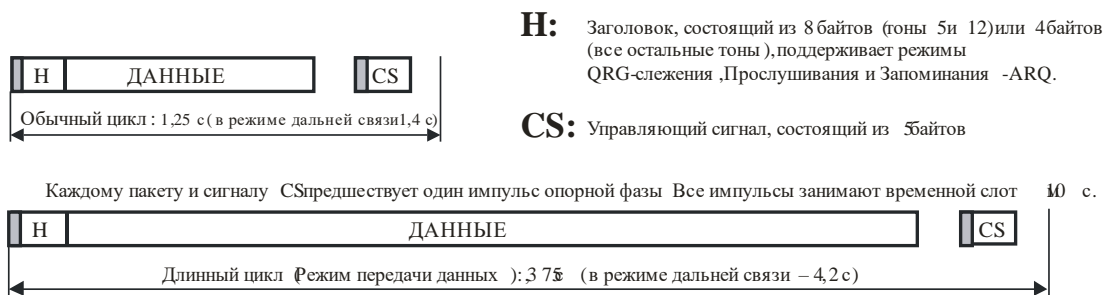 H: Заголовок, состоящий из 8 байтов (тоны 5 и 12) или 4 байтов
(все остальные тоны), поддерживает режимы
QRG-слежения, Прослушивания и Запоминания -ARQ.
H ДАННЫЕ CS
Обычный цикл: 1,25 с (в режиме дальней связи 1,4 с)
CS: Управляющий сигнал, состоящий из 5 байтов
Каждому пакету и сигналу CS предшествует один импульс опорной фазы Все импульсы занимают временной слот 10 с.
H ДАННЫЕ CS
Длинный цикл (Режим передачи данных): 3,75 с (в режиме дальней связи – 4,2 с)